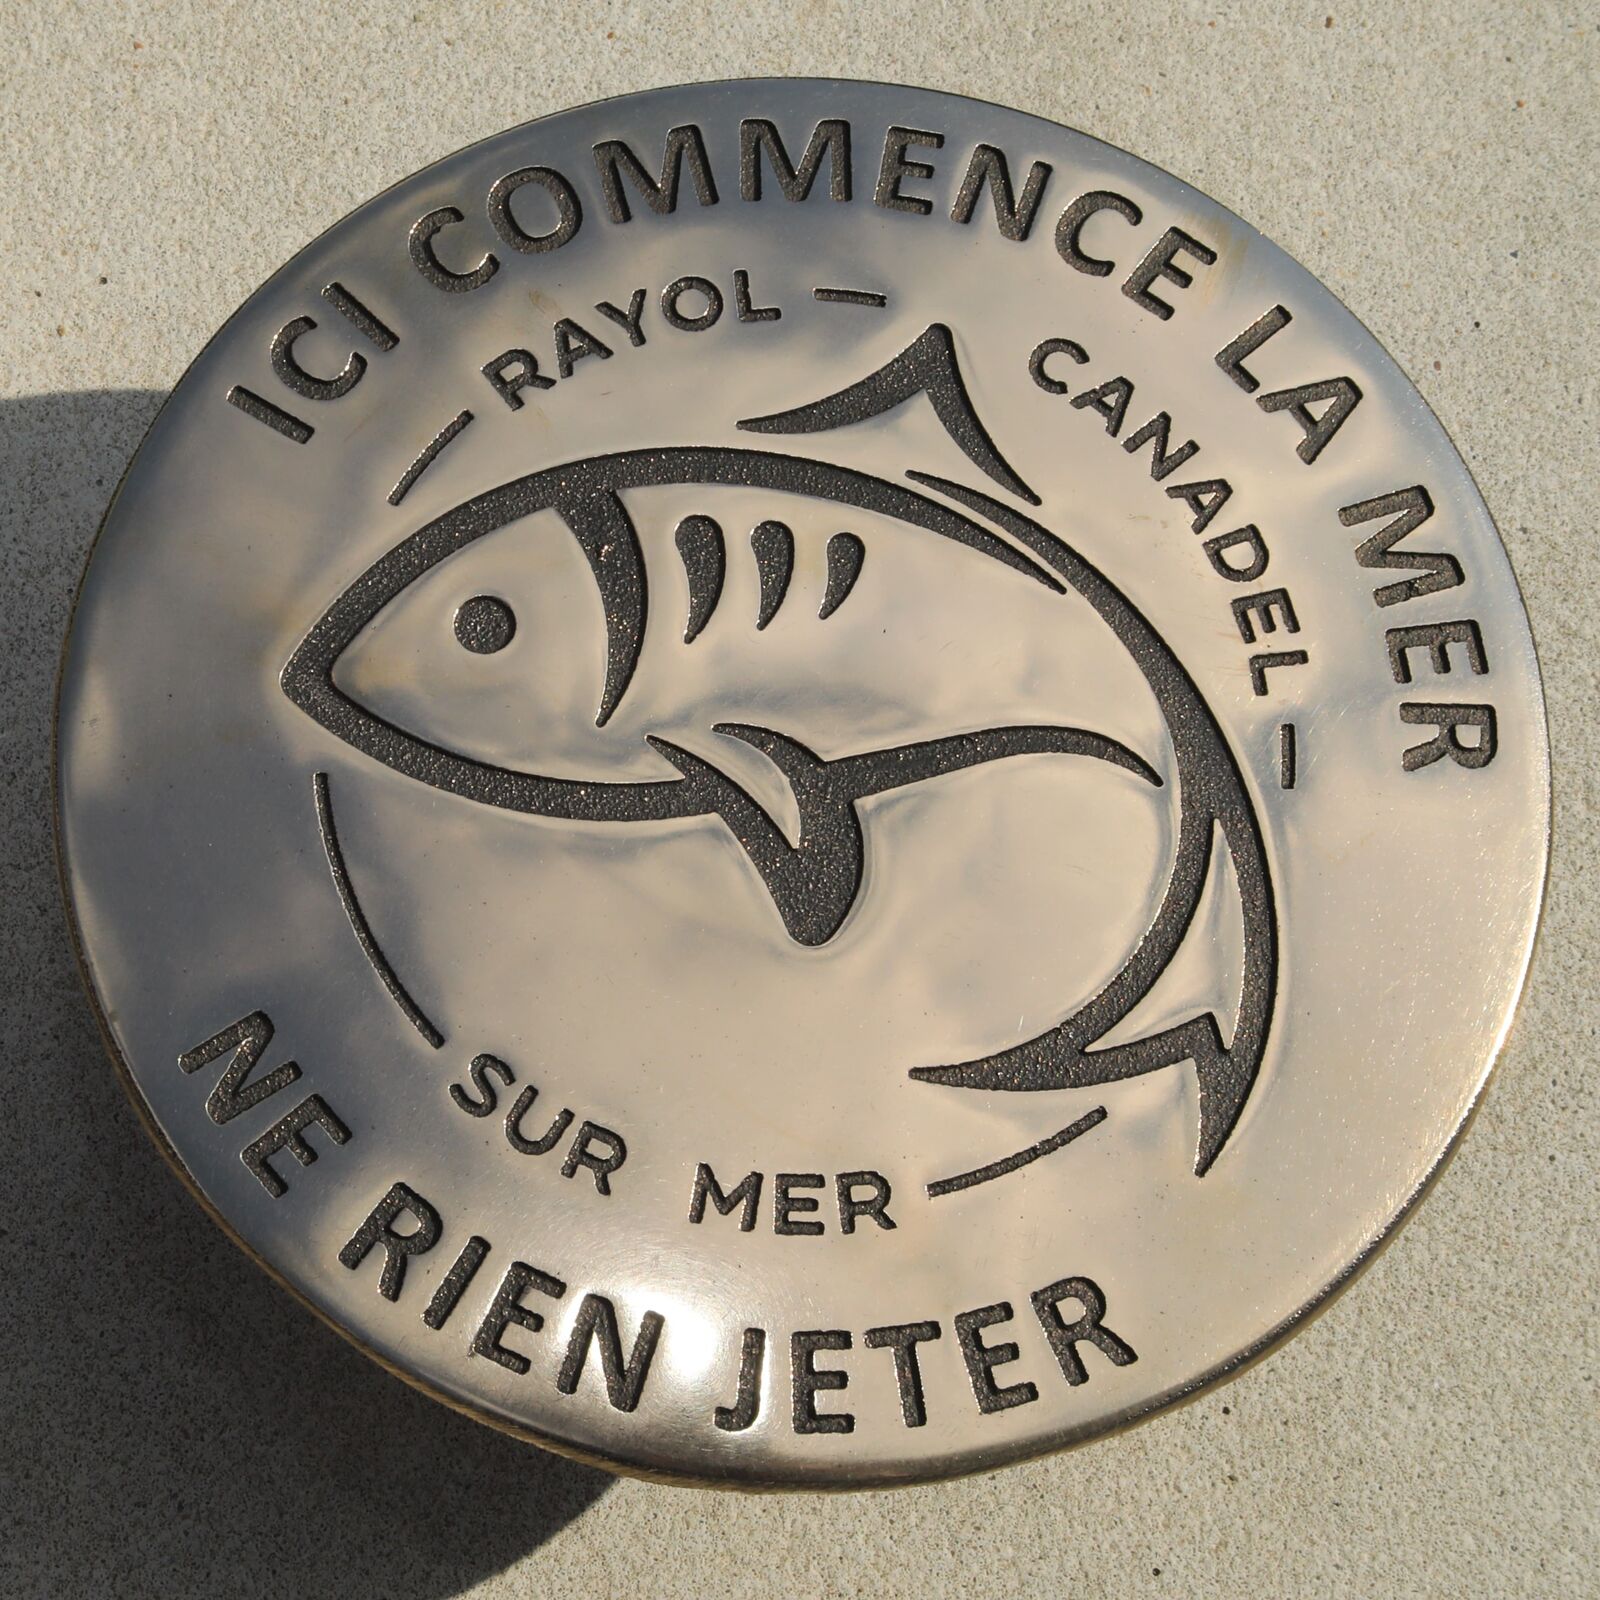 ICI COMMENCE LA MER
— RAYOL — CANADEL —
SUR MER
NE RIEN JETER